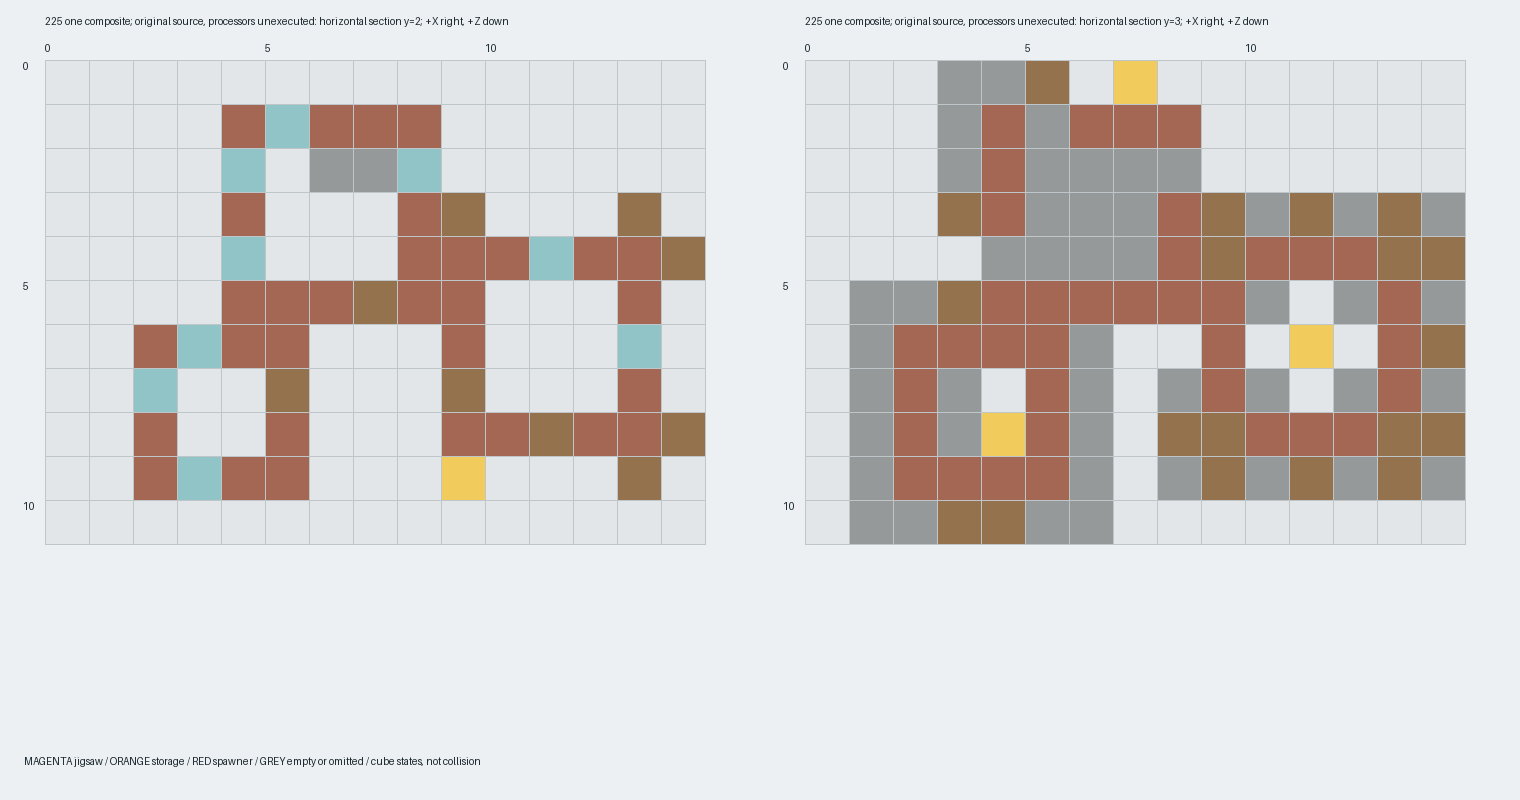 225 one composite; original source, processors unexecuted: horizontal section y=2; +X right, +Z down
0 5 10
0
5
10
225 one composite; original source, processors unexecuted: horizontal section y=3; +X right, +Z down
0 5 10
0
5
10
MAGENTA jigsaw / ORANGE storage / RED spawner / GREY empty or omitted / cube states, not collision